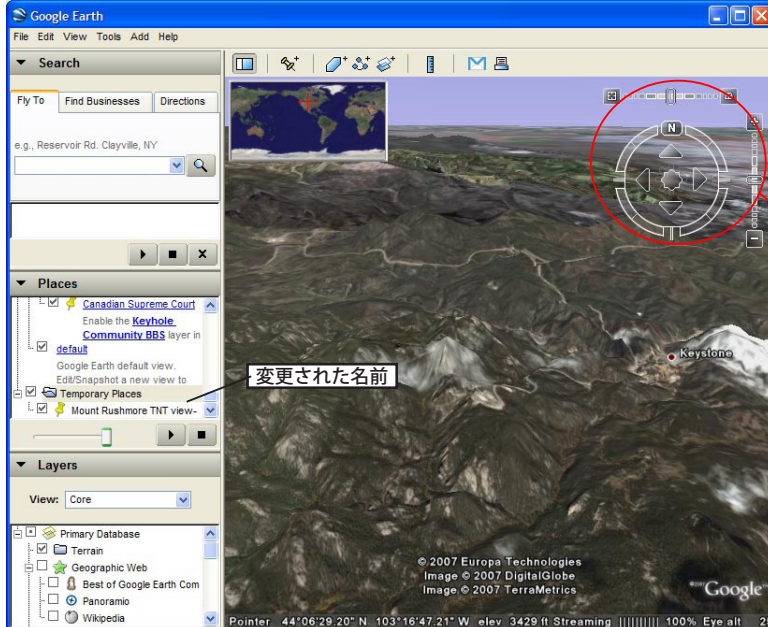 Google Earth
File Edit View Tools Add Help
Search
Fly To Find Businesses Directions
e.g., Reservoir Rd. Clayville, NY
Places
Canadian Supreme Court
Enable the Keyhole
Community BBS layer in
default
Google Earth default view.
Edit/Snapshot a new view to
Temporary Places
Mount Rushmore TNT view-
変更された名前
Layers
View: Core
Primary Database
Terrain
Geographic Web
Best of Google Earth Com
Panoramio
Wikipedia
N
Keystone
© 2007 Europa Technologies
Image © 2007 DigitalGlobe
Image © 2007 TerraMetrics
©2007 Google™
Pointer 44°06'29.20" N 103°16'47.21" W elev 3429 ft Streaming |||||||||| 100% Eye alt 25